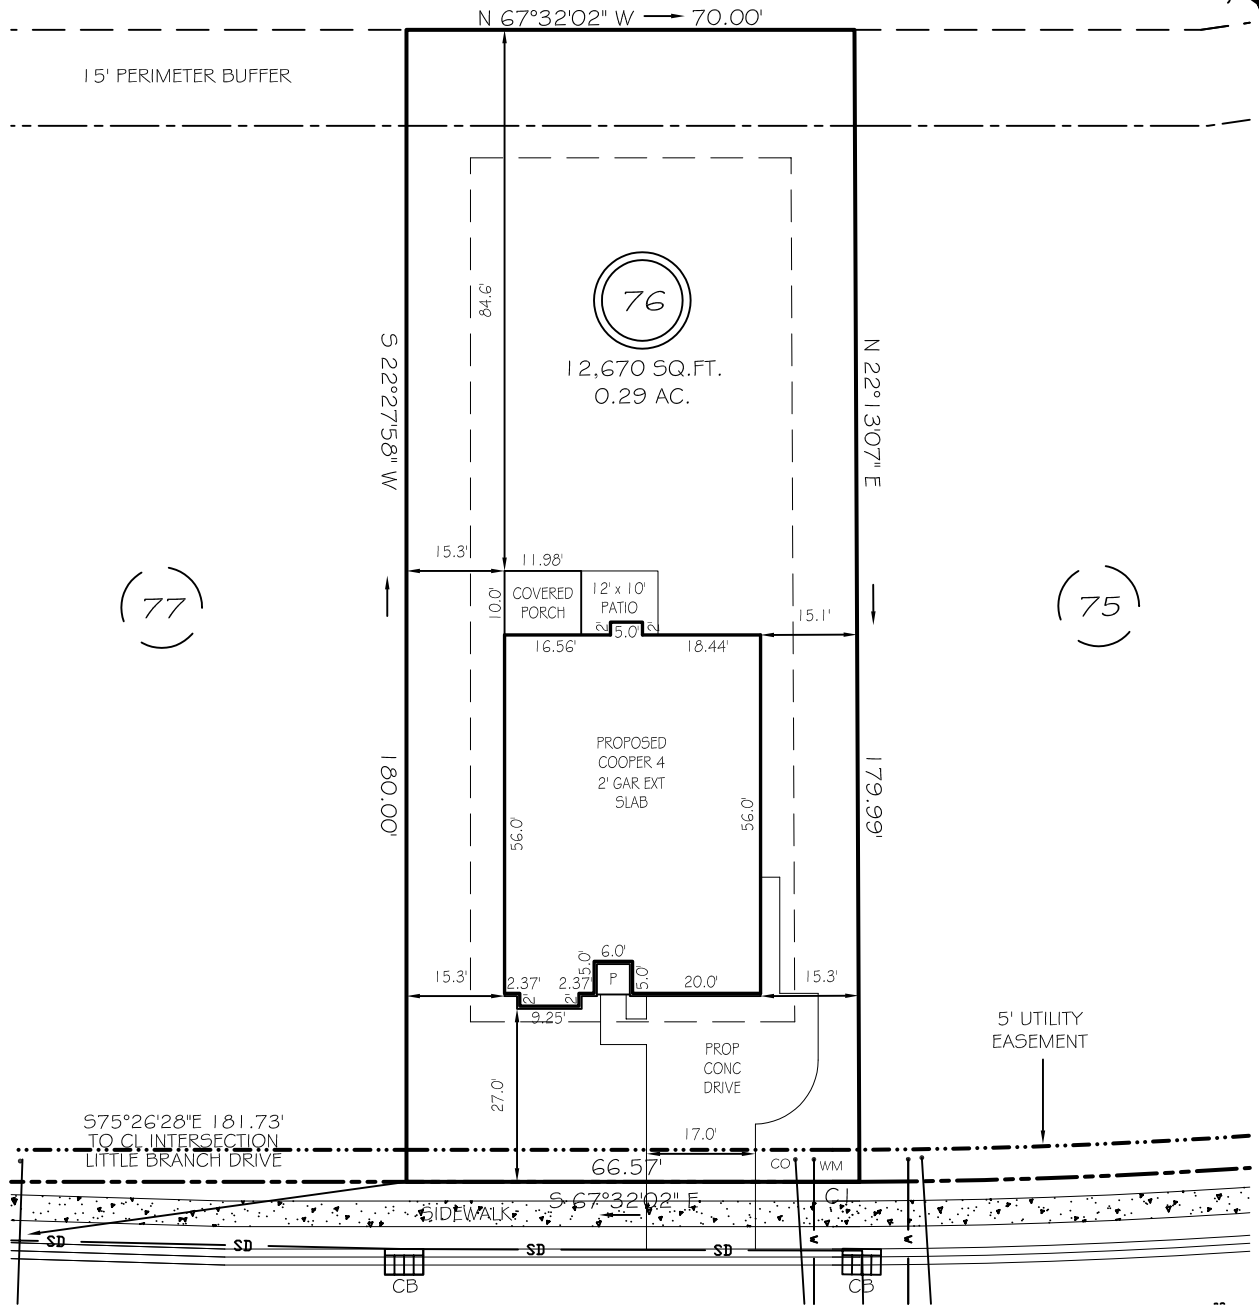 N 67°32'02" W 70.00'
15' PERIMETER BUFFER
84.6'
76
12,670 SQ.FT.
0.29 AC.
S 22°27'58" W
N 22°13'07" E
15.3'
11.98'
10.0'
COVERED
PORCH
12' x 10'
PATIO
2'
5.0'
2'
15.1'
77
75
16.56'
18.44'
PROPOSED
COOPER 4
2' GAR EXT
SLAB
56.0'
56.0'
180.00'
179.99'
15.3'
2.37'
2'
2.37'
2'
9.25'
5.0'
6.0'
P
5.0'
20.0'
15.3'
27.0'
PROP
CONC
DRIVE
17.0'
5' UTILITY
EASEMENT
S75°26'28"E 181.73'
TO CL INTERSECTION
LITTLE BRANCH DRIVE
66.57'
CO
WM
S 67°32'02" E
C1
SIDEWALK
SD
SD
SD
SD
CB
CB